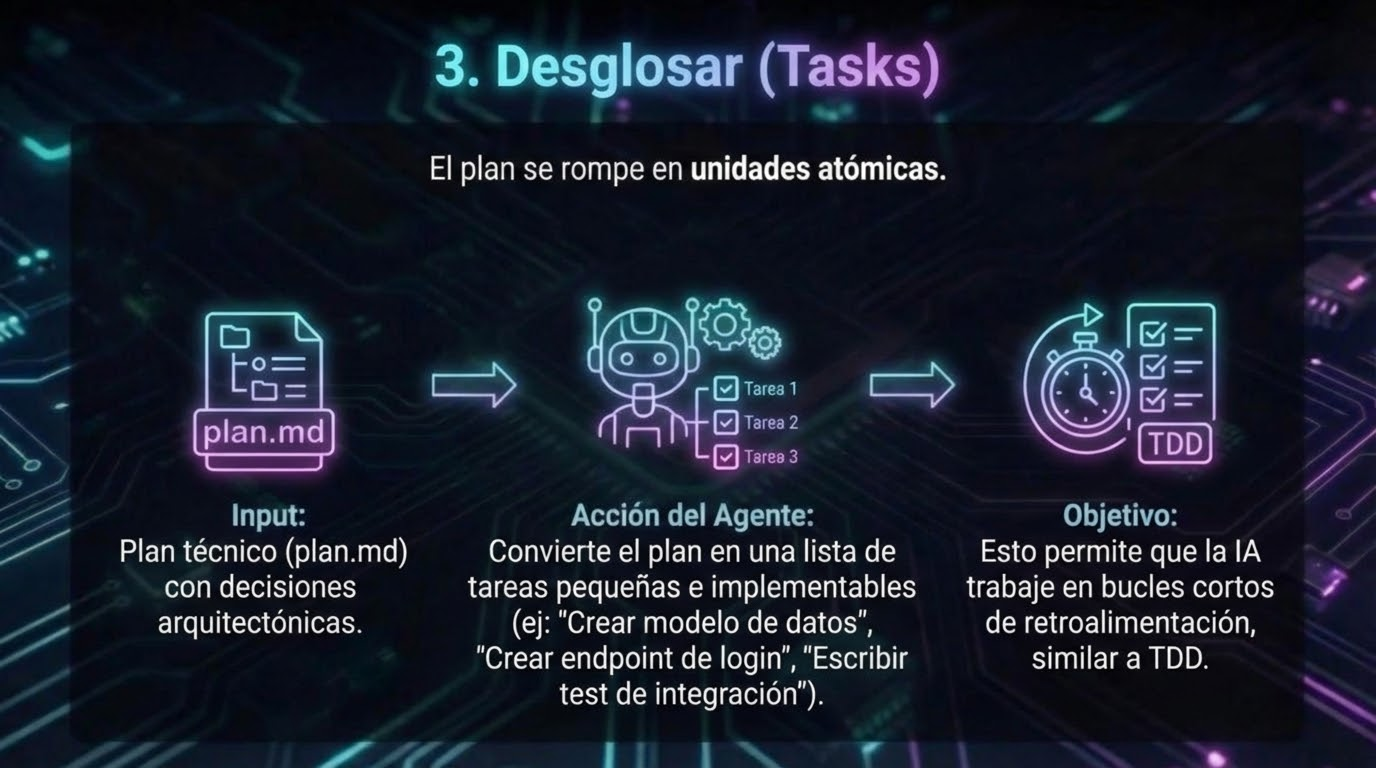 3. Desglosar (Tasks)
El plan se rompe en unidades atómicas.
plan.md
Tarea 1
Tarea 2
Tarea 3
TDD
Input:
Plan técnico (plan.md)
con decisiones
arquitectónicas.
Acción del Agente:
Convierte el plan en una lista de
tareas pequeñas e implementables
(ej: "Crear modelo de datos",
"Crear endpoint de login", "Escribir
test de integración").
Objetivo:
Esto permite que la IA
trabaje en bucles cortos
de retroalimentación,
similar a TDD.